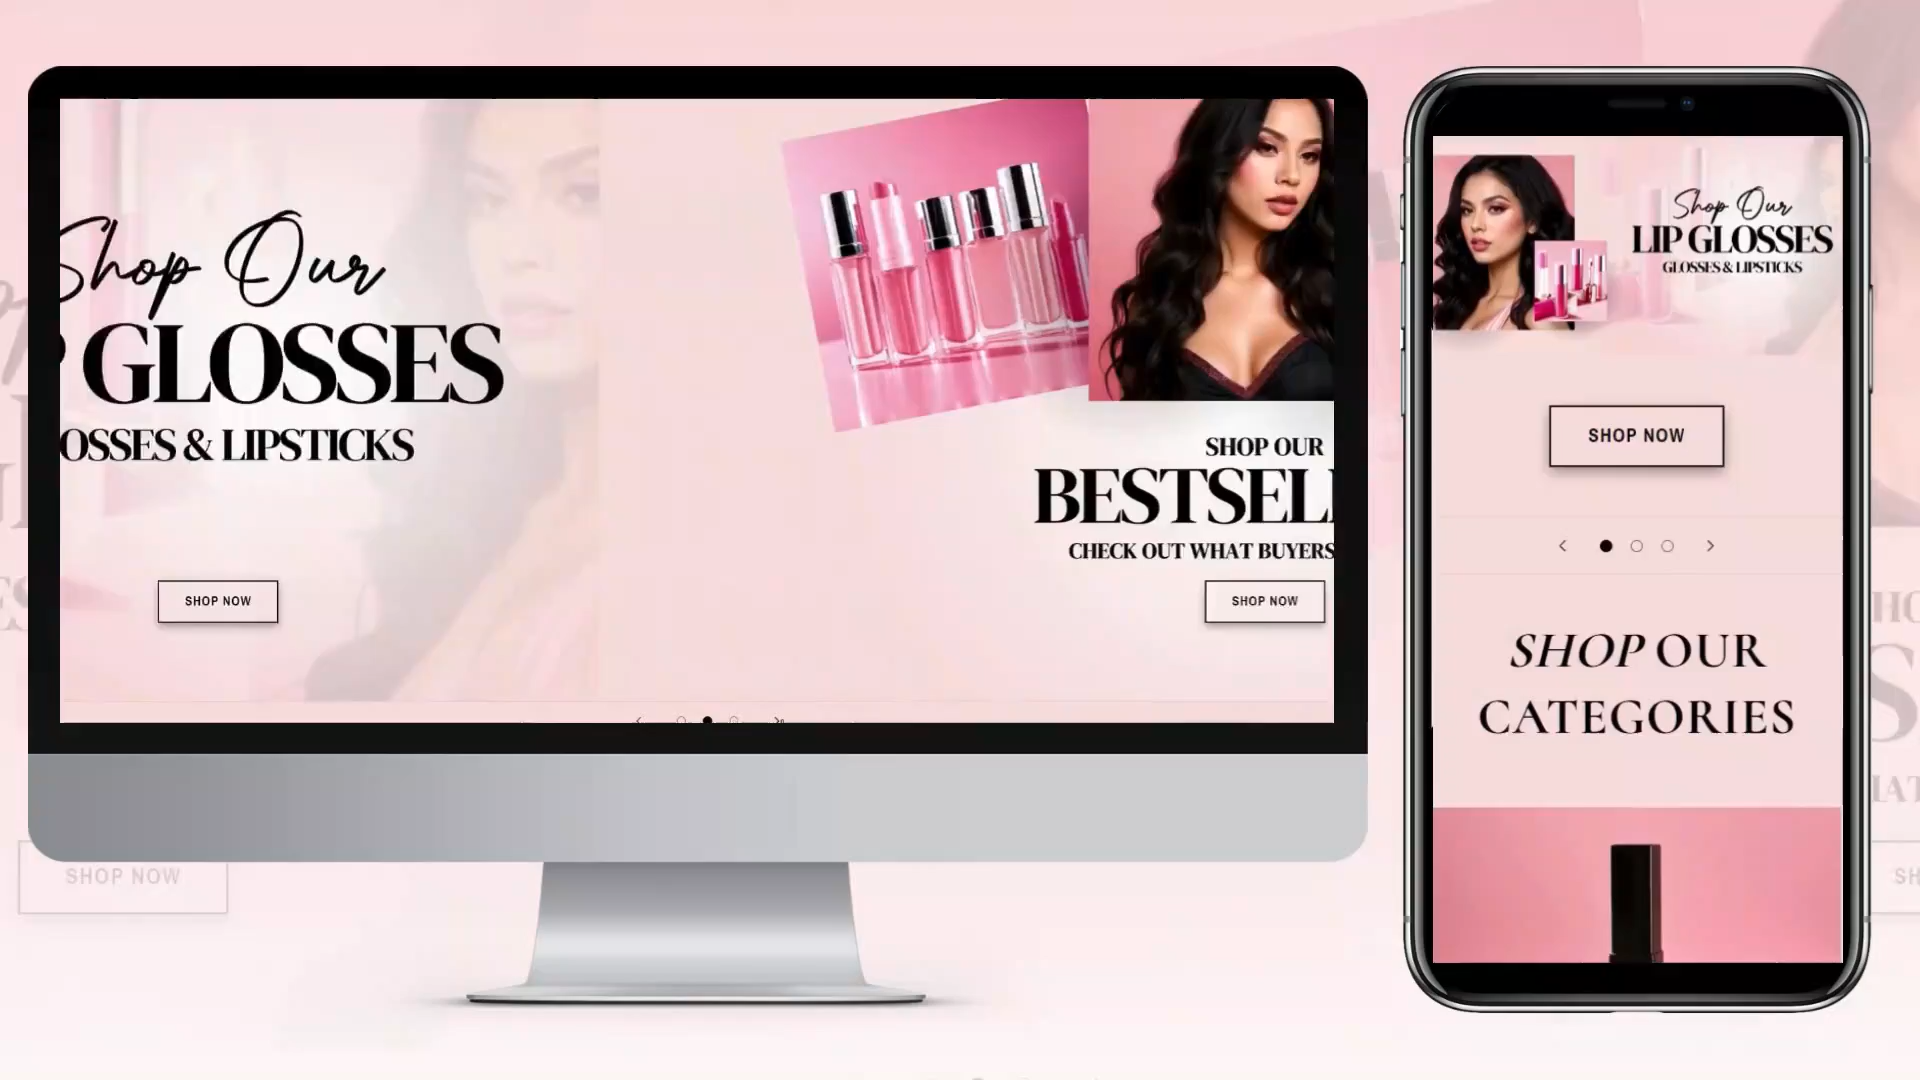 Shop Our
GLOSSES
OSSES & LIPSTICKS
SHOP NOW
SHOP OUR
BESTSEL
CHECK OUT WHAT BUYERS
SHOP NOW
Shop Our
LIP GLOSSES
GLOSSES & LIPSTICKS
SHOP NOW
SHOP OUR
CATEGORIES
SHOP NOW
SH